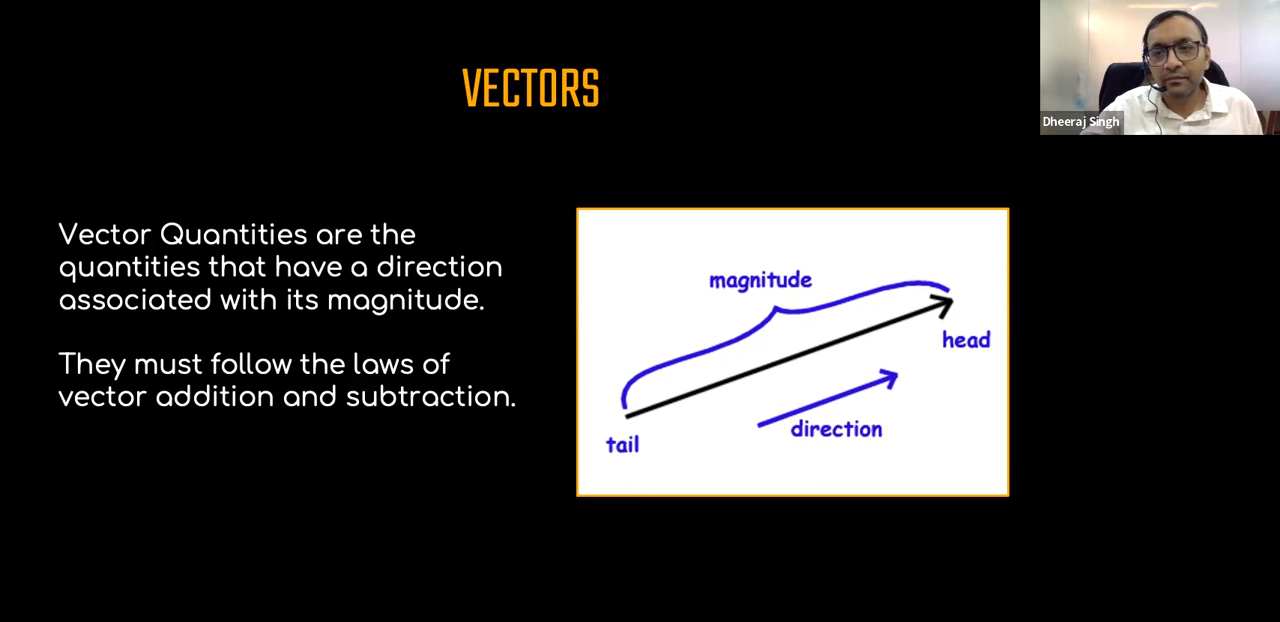 VECTORS
Dheeraj Singh
Vector Quantities are the
quantities that have a direction
associated with its magnitude.
They must follow the laws of
vector addition and subtraction.
magnitude
head
direction
tail